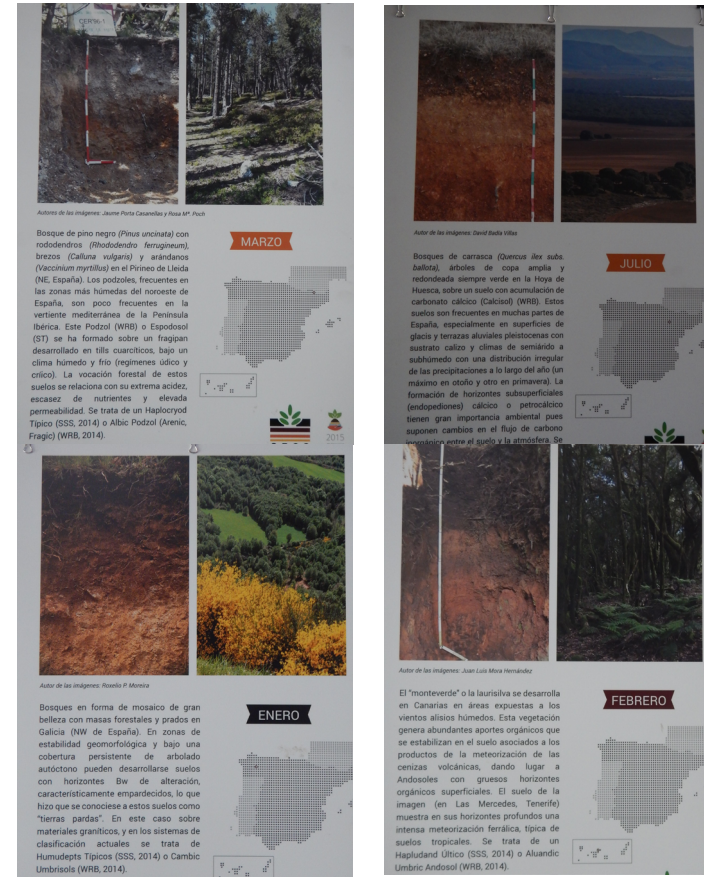 CER96-1
Autores de las imágenes: Jaume Porta Casanellas y Rosa Mª. Poch
Bosque de pino negro (Pinus uncinata) con
rododendros (Rhododendro ferrugineum),
brezos (Calluna vulgaris) y arándanos
(Vaccinium myrtillus) en el Pirineo de Lleida
(NE, España). Los podzoles, frecuentes en
las zonas más húmedas del noroeste de
España, son poco frecuentes en la
vertiente mediterránea de la Península
Ibérica. Este Podzol (WRB) o Espodosol
(ST) se ha formado sobre un fragipan
desarrollado en tills cuarcíticos, bajo un
clima húmedo y frío (regímenes údico y
críico). La vocación forestal de estos
suelos se relaciona con su extrema acidez,
escasez de nutrientes y elevada
permeabilidad. Se trata de un Haplocryod
Típico (SSS, 2014) o Albic Podzol (Arenic,
Fragic) (WRB, 2014).
MARZO
2015
Autor de las imágenes: David Badía Villas
Bosques de carrasca (Quercus ilex subs.
ballota), árboles de copa amplia y
redondeada siempre verde en la Hoya de
Huesca, sobre un suelo con acumulación de
carbonato cálcico (Calcisol) (WRB). Estos
suelos son frecuentes en muchas partes de
España, especialmente en superficies de
glacis y terrazas aluviales pleistocenas con
sustrato calizo y climas de semiárido a
subhúmedo con una distribución irregular
de las precipitaciones a lo largo del año (un
máximo en otoño y otro en primavera). La
formación de horizontes subsuperficiales
(endopediones) cálcico o petrocálcico
tienen gran importancia ambiental pues
suponen cambios en el flujo de carbono
inorgánico entre el suelo y la atmósfera. Se
JULIO
Autor de las imágenes: Roseño P. Moreira
Bosques en forma de mosaico de gran
belleza con masas forestales y prados en
Galicia (NW de España). En zonas de
estabilidad geomorfológica y bajo una
cobertura persistente de arbolado
autóctono pueden desarrollarse suelos
con horizontes Bw de alteración,
característicamente empardecidos, lo que
hizo que se conociese a estos suelos como
"tierras pardas". En este caso sobre
materiales graníticos, y en los sistemas de
clasificación actuales se trata de
Humudepts Típicos (SSS, 2014) o Cambic
Umbrisols (WRB, 2014).
ENERO
Autor de las imágenes: Juan Luis Mora Hernández
El "monteverde" o la laurisilva se desarrolla
en Canarias en áreas expuestas a los
vientos alisios húmedos. Esta vegetación
genera abundantes aportes orgánicos que
se estabilizan en el suelo asociados a los
productos de la meteorización de las
cenizas volcánicas, dando lugar a
Andosoles con gruesos horizontes
orgánicos superficiales. El suelo de la
imagen (en Las Mercedes, Tenerife)
muestra en sus horizontes profundos una
intensa meteorización ferrálica, típica de
suelos tropicales. Se trata de un
Hapludand Últico (SSS, 2014) o Aluandic
Umbric Andosol (WRB, 2014).
FEBRERO